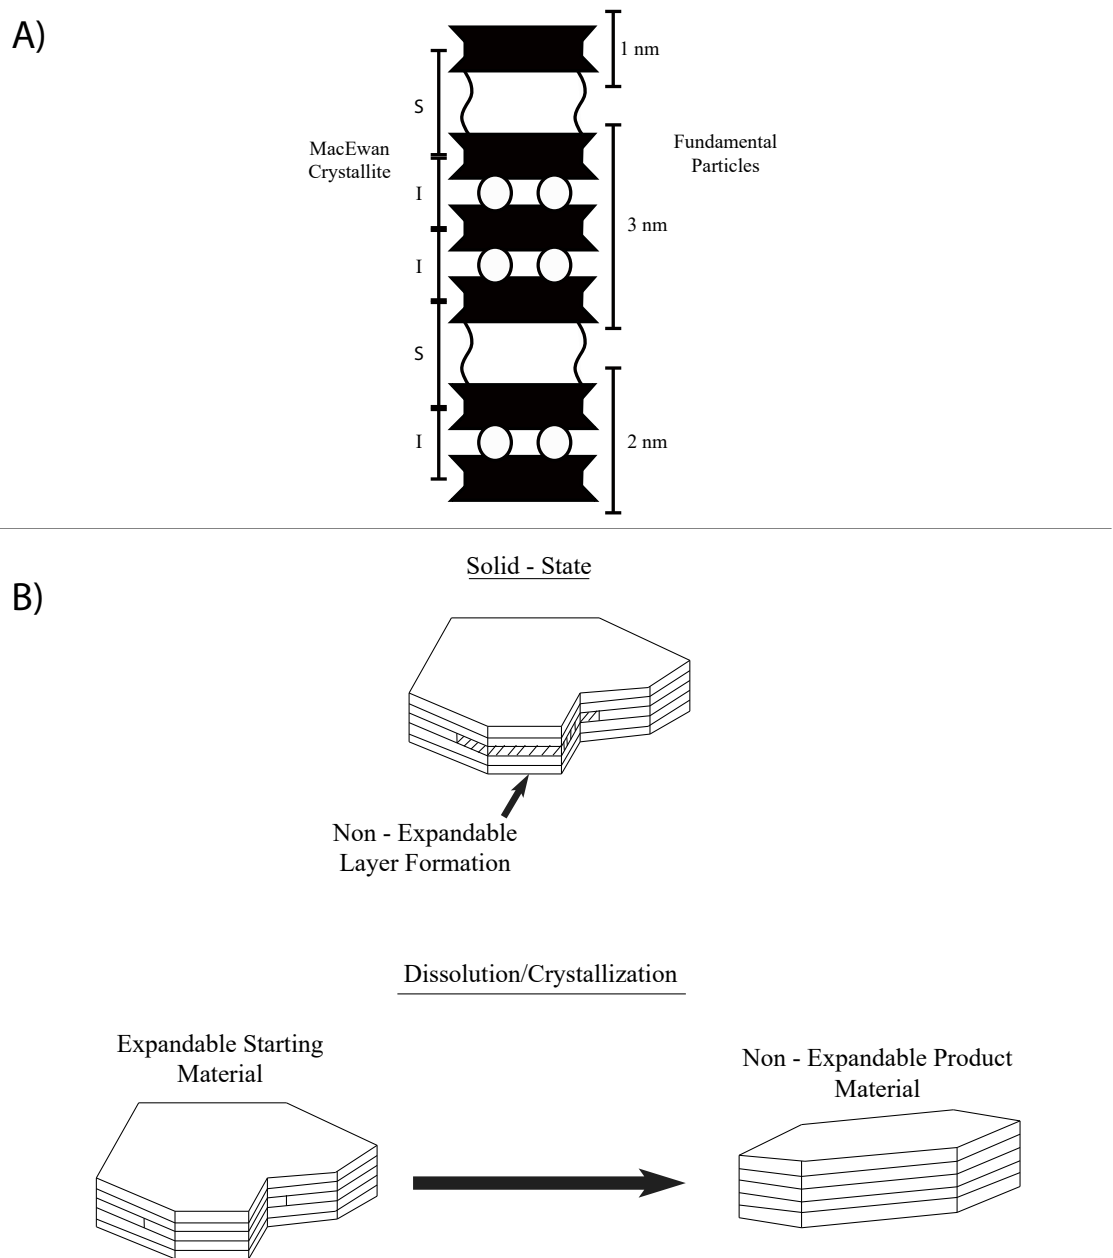 A)
1 nm
S
MacEwan
Crystallite
Fundamental
Particles
I
3 nm
I
S
I
2 nm
Solid - State
B)
Non - Expandable
Layer Formation
Dissolution/Crystallization
Expandable Starting
Material
Non - Expandable Product
Material